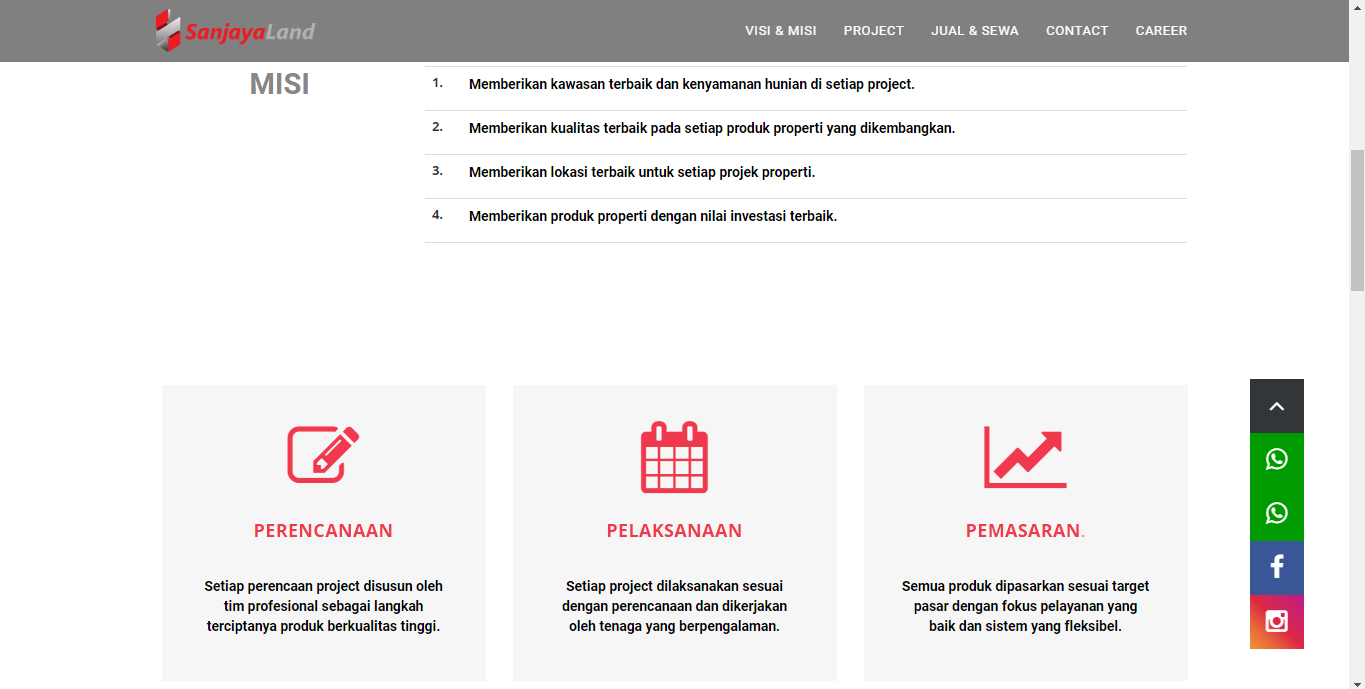 SanjayaLand
VISI & MISI
PROJECT
JUAL & SEWA
CONTACT
CAREER
MISI
1. Memberikan kawasan terbaik dan kenyamanan hunian di setiap project.
2. Memberikan kualitas terbaik pada setiap produk properti yang dikembangkan.
3. Memberikan lokasi terbaik untuk setiap projek properti.
4. Memberikan produk properti dengan nilai investasi terbaik.
PERENCANAAN
Setiap perencaan project disusun oleh
tim profesional sebagai langkah
terciptanya produk berkualitas tinggi.
PELAKSANAAN
Setiap project dilaksanakan sesuai
dengan perencanaan dan dikerjakan
oleh tenaga yang berpengalaman.
PEMASARAN.
Semua produk dipasarkan sesuai target
pasar dengan fokus pelayanan yang
baik dan sistem yang fleksibel.